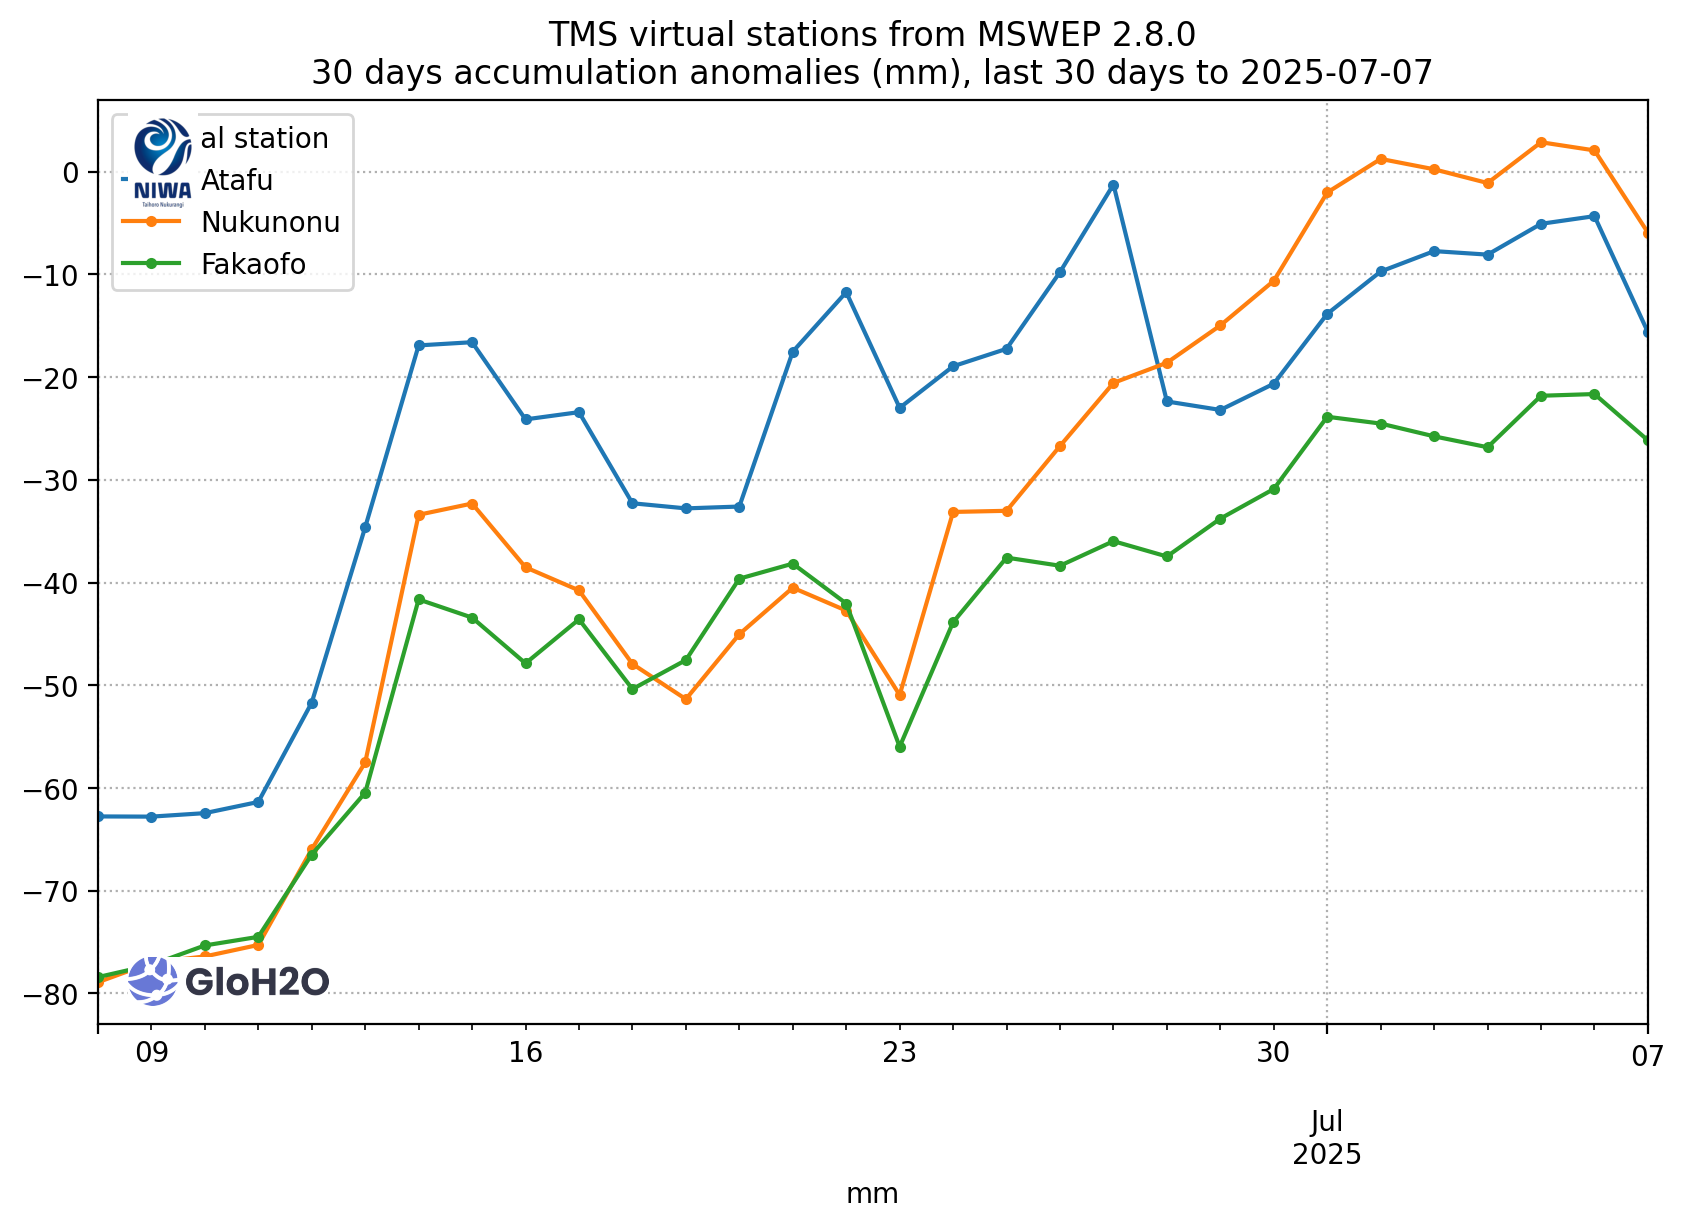 TMS virtual stations from MSWEP 2.8.0
30 days accumulation anomalies (mm), last 30 days to 2025-07-07
al station
Atafu
Nukunonu
Fakaofo
NIWA
Taihoro Nukurangi
0
−10
−20
−30
−40
−50
−60
−70
−80
GloH2O
09
16
23
30
07
Jul
2025
mm